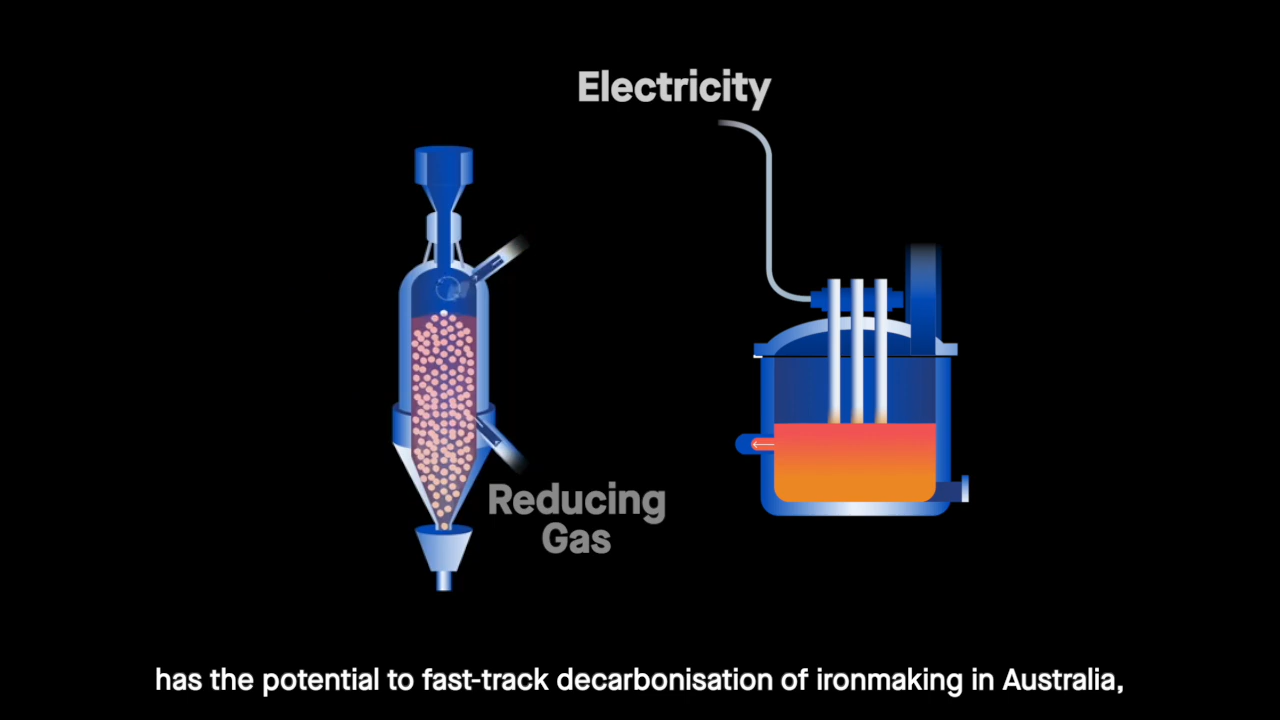 Electricity
Reducing
Gas
has the potential to fast-track decarbonisation of ironmaking in Australia,